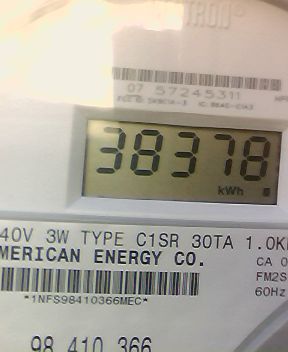 TRON
07 57245311
38378
kWh
40V 3W TYPE C1SR 30TA 1.0K
MERICAN ENERGY CO.
CA 0
FM2S
60Hz
*1NFS98410366MEC*
98 410 366